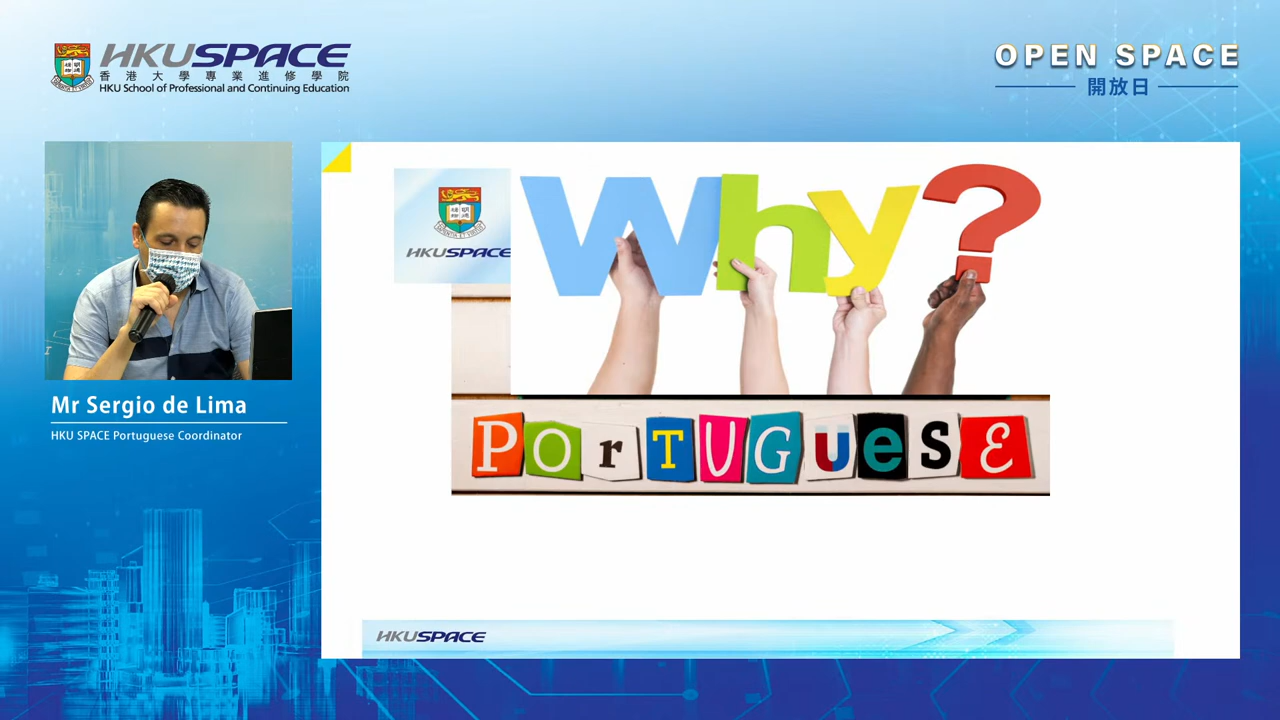 HKUSPACE
香港大學專業進修學院
HKU School of Professional and Continuing Education
OPEN SPACE
開放日
HKUSPACE
Why?
PorTUGUeSE
Mr Sergio de Lima
HKU SPACE Portuguese Coordinator
HKUSPACE